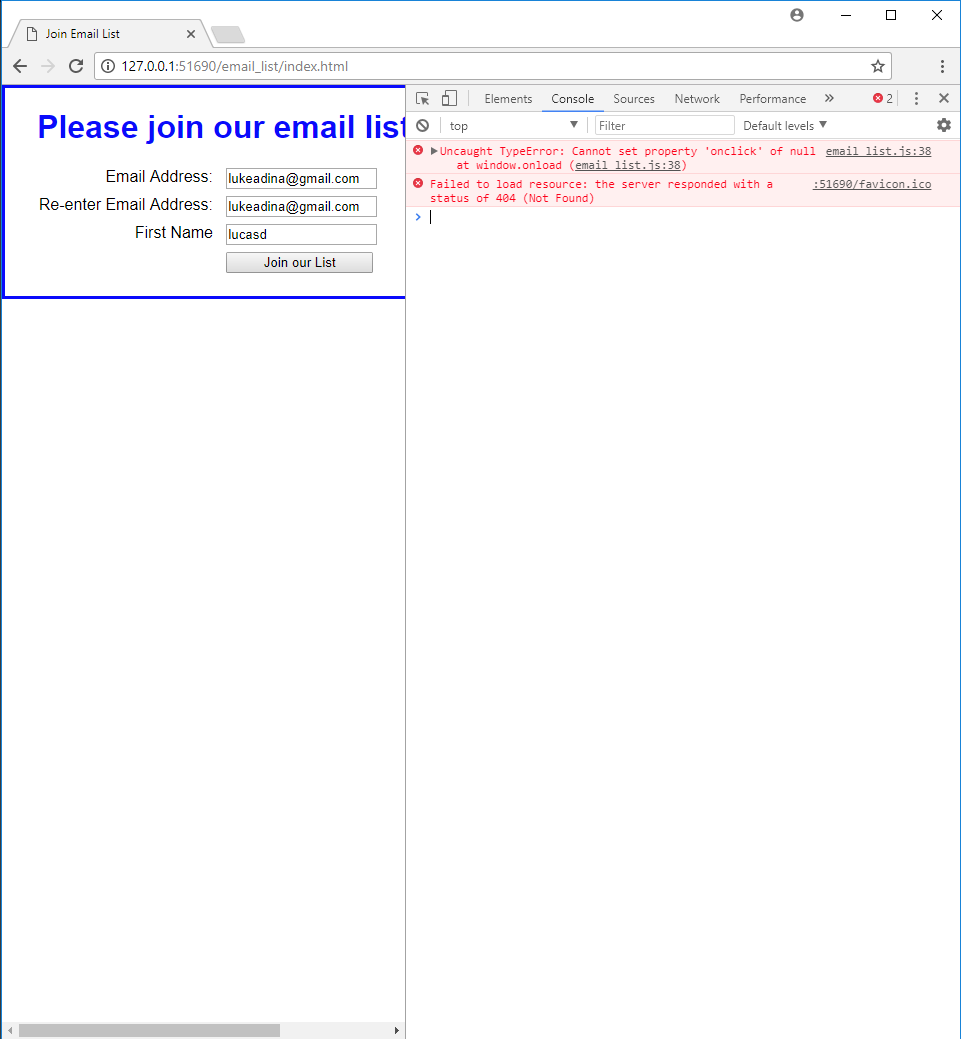 Join Email List
127.0.0.1:51690/email_list/index.html
Please join our email list
Email Address: lukeadina@gmail.com
Re-enter Email Address: lukeadina@gmail.com
First Name lucasd
Join our List
Elements Console Sources Network Performance » 2
top Filter Default levels
Uncaught TypeError: Cannot set property 'onclick' of null email_list.js:38
at window.onload (email_list.js:38)
Failed to load resource: the server responded with a :51690/favicon.ico
status of 404 (Not Found)